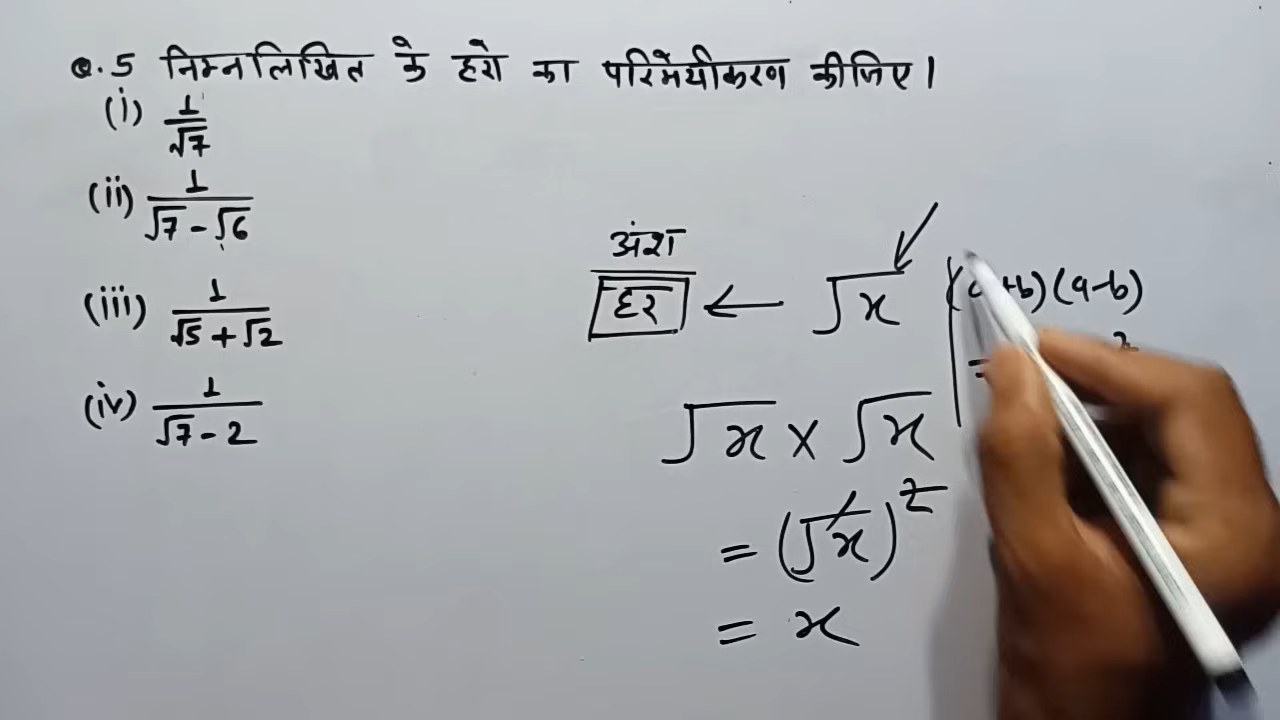 Q.5 निम्नलिखित के हरो का परिमेयीकरण कीजिए।
(i) 1/√7
(ii) 1/(√7 - √6)
(iii) 1/(√5 + √2)
(iv) 1/(√7 - 2)
अंश
हर ← √x
(a+b)(a-b)
=
√x × √x
= (√x)²
= x